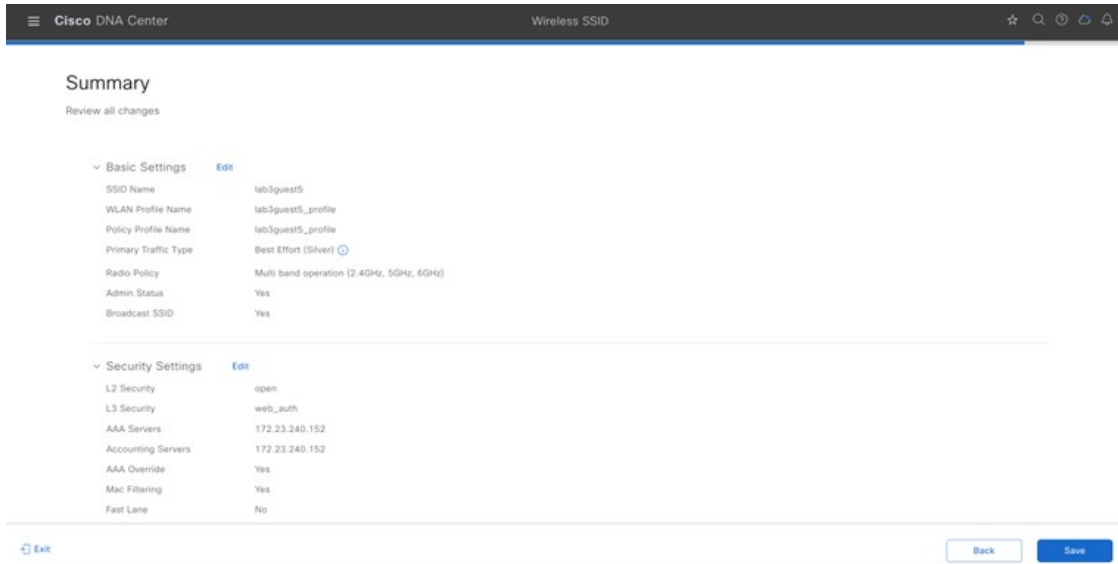 Cisco DNA Center
Wireless SSID
Summary
Review all changes
Basic Settings Edit
SSID Name lab3guest5
WLAN Profile Name lab3guest5_profile
Policy Profile Name lab3guest5_profile
Primary Traffic Type Best Effort (Silver)
Radio Policy Multi band operation (2.4GHz, 5GHz, 6GHz)
Admin Status Yes
Broadcast SSID Yes
Security Settings Edit
L2 Security open
L3 Security web_auth
AAA Servers 172.23.240.152
Accounting Servers 172.23.240.152
AAA Override Yes
Mac Filtering Yes
Fast Lane No
Exit
Back
Save